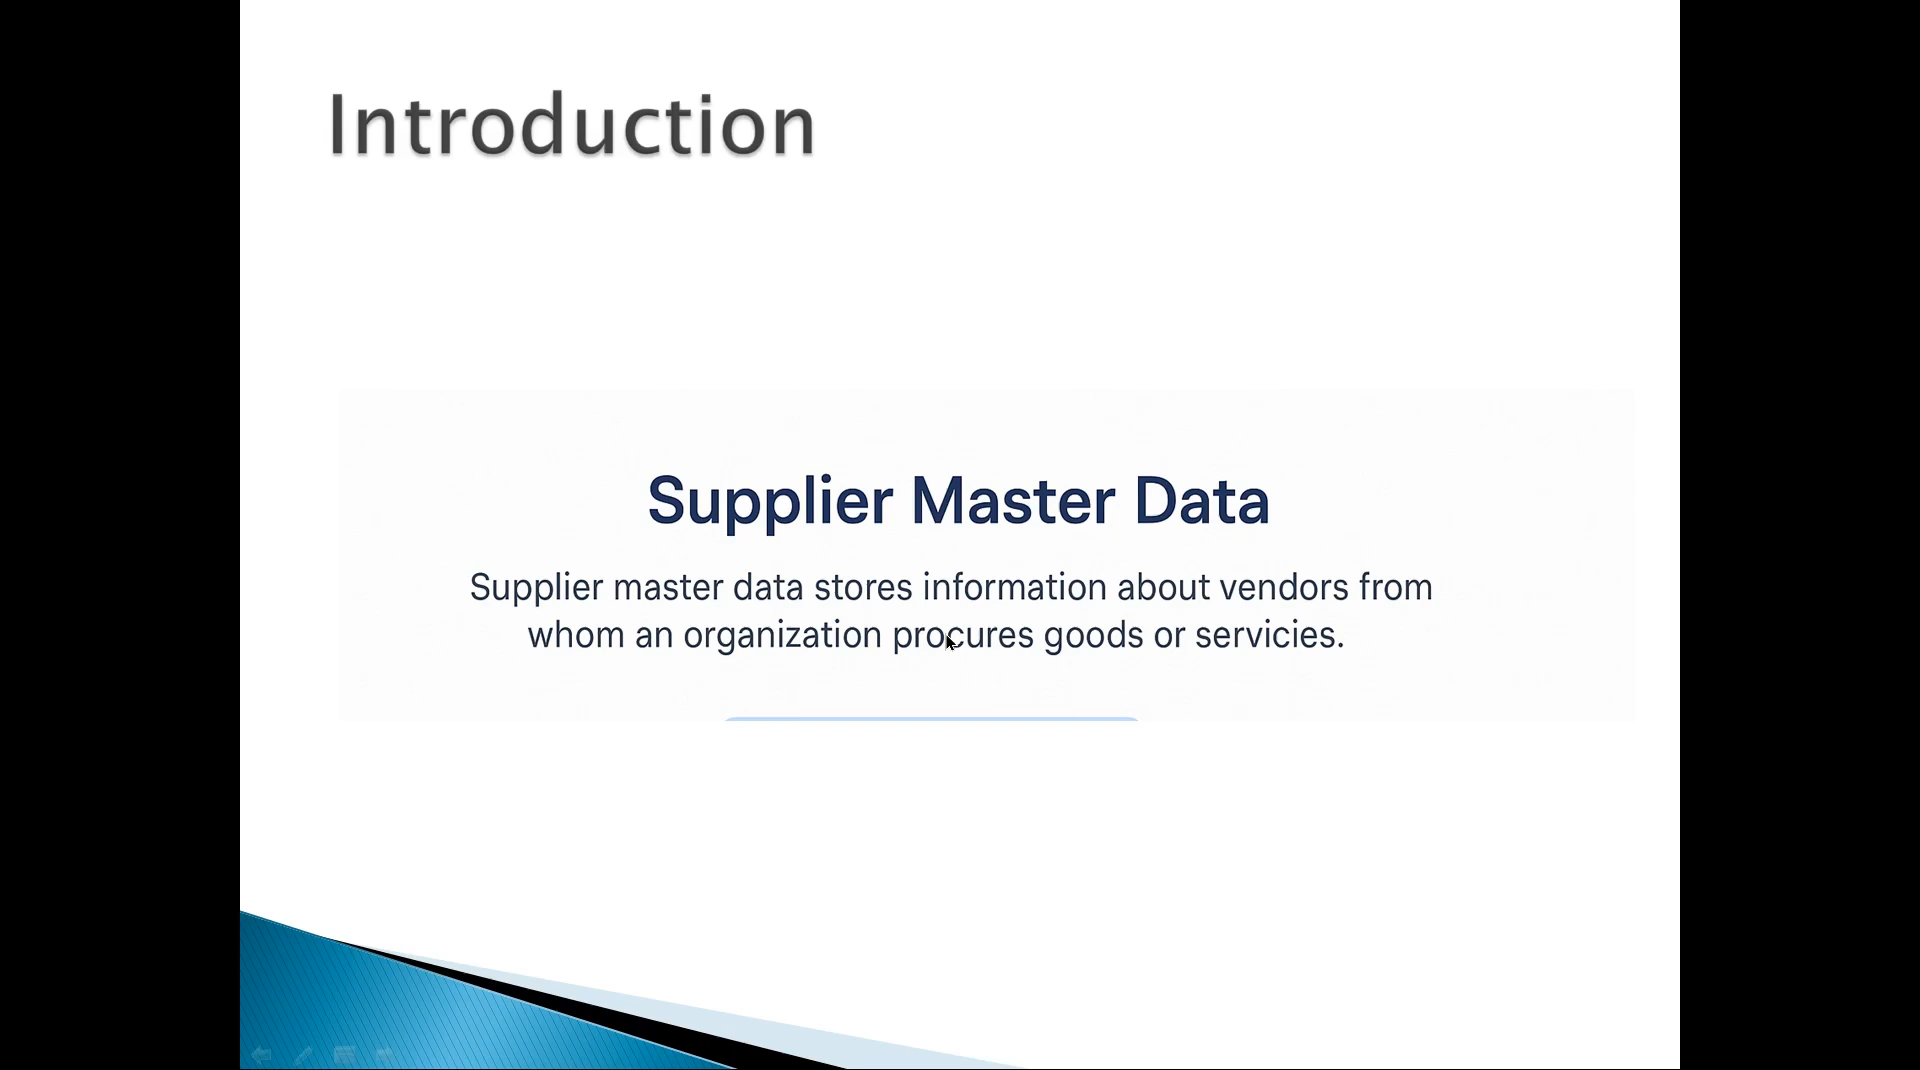 Introduction
Supplier Master Data
Supplier master data stores information about vendors from
whom an organization procures goods or servicies.